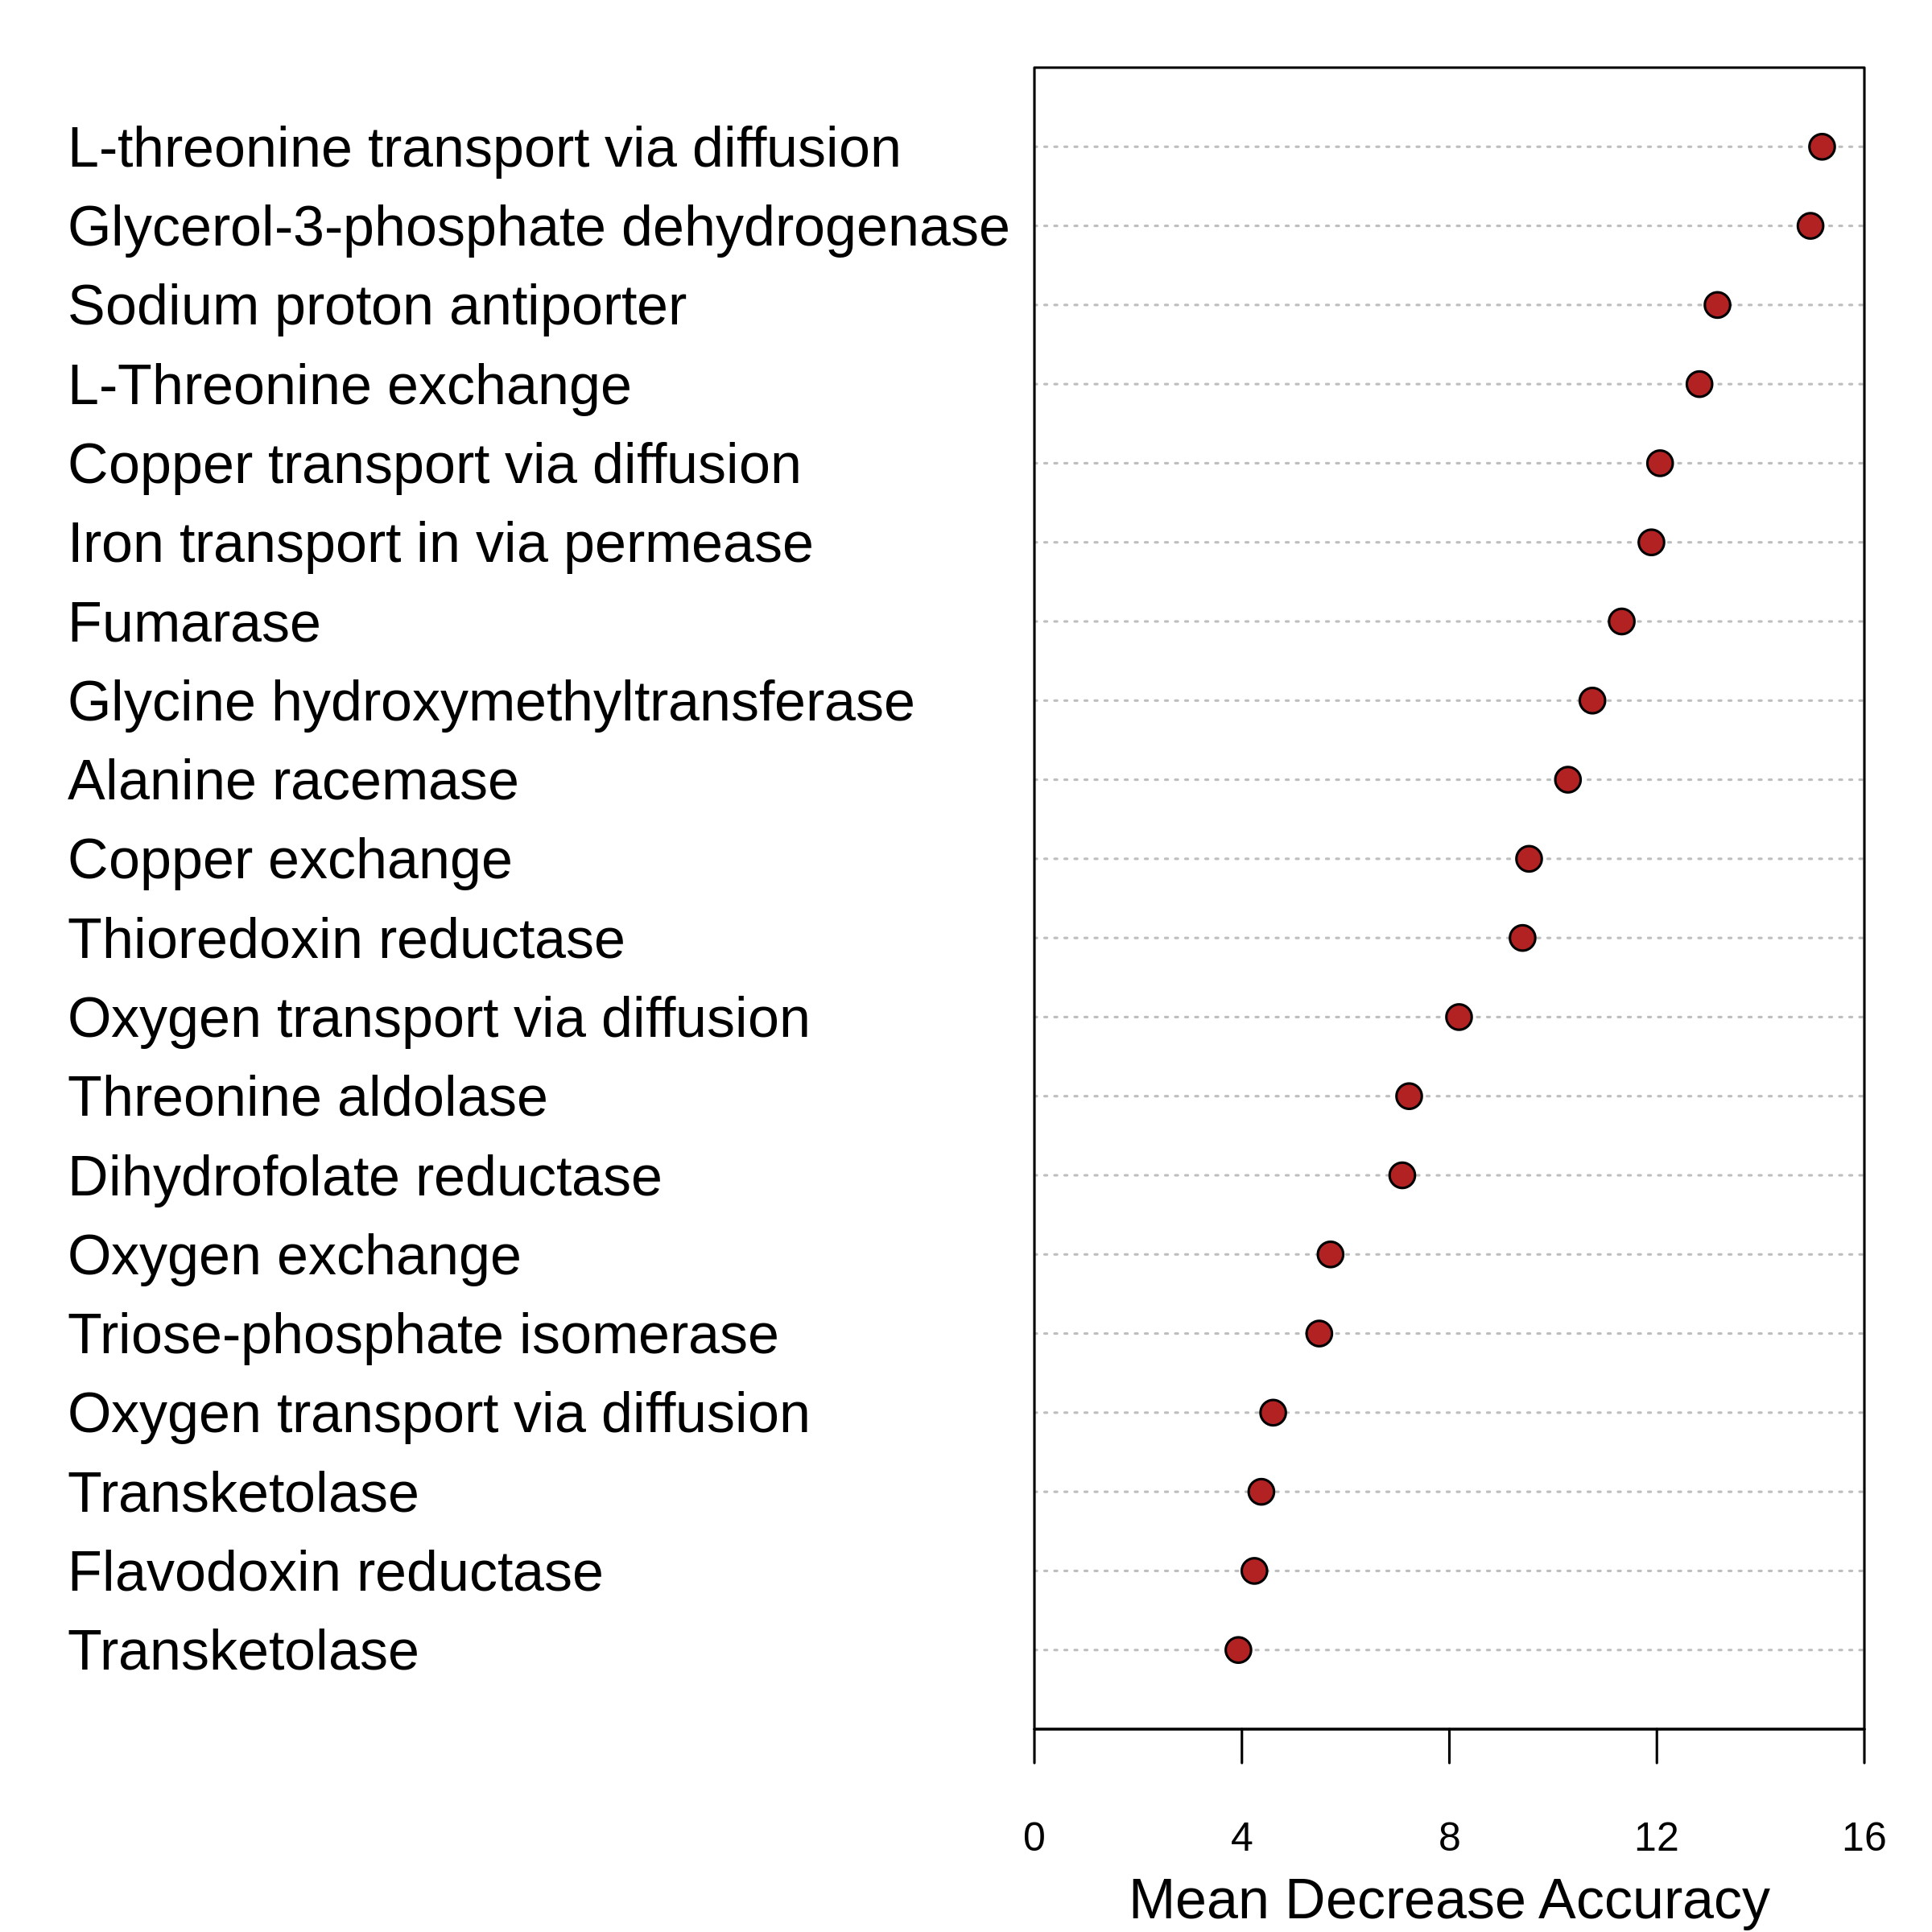 L-threonine transport via diffusion
Glycerol-3-phosphate dehydrogenase
Sodium proton antiporter
L-Threonine exchange
Copper transport via diffusion
Iron transport in via permease
Fumarase
Glycine hydroxymethyltransferase
Alanine racemase
Copper exchange
Thioredoxin reductase
Oxygen transport via diffusion
Threonine aldolase
Dihydrofolate reductase
Oxygen exchange
Triose-phosphate isomerase
Oxygen transport via diffusion
Transketolase
Flavodoxin reductase
Transketolase
0 4 8 12 16
Mean Decrease Accuracy